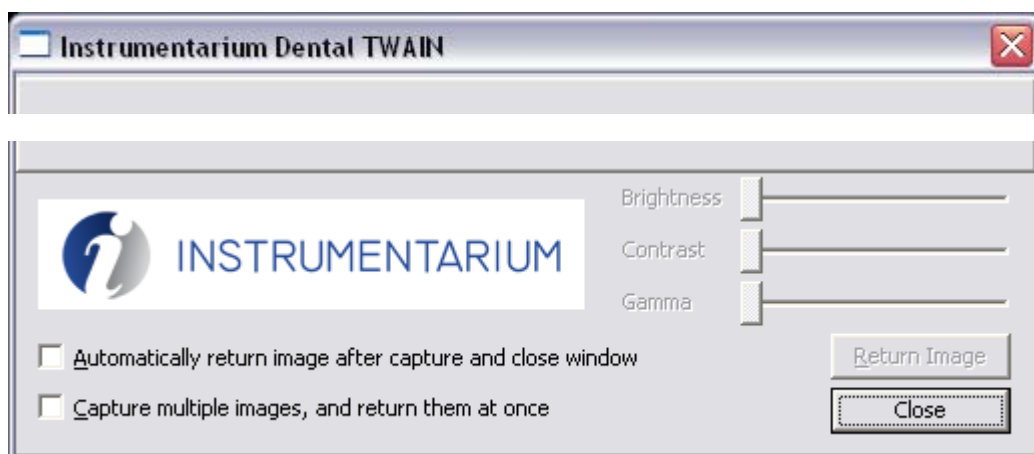 Instrumentarium Dental TWAIN
Brightness
INSTRUMENTARIUM
Contrast
Gamma
Automatically return image after capture and close window
Return Image
Capture multiple images, and return them at once
Close